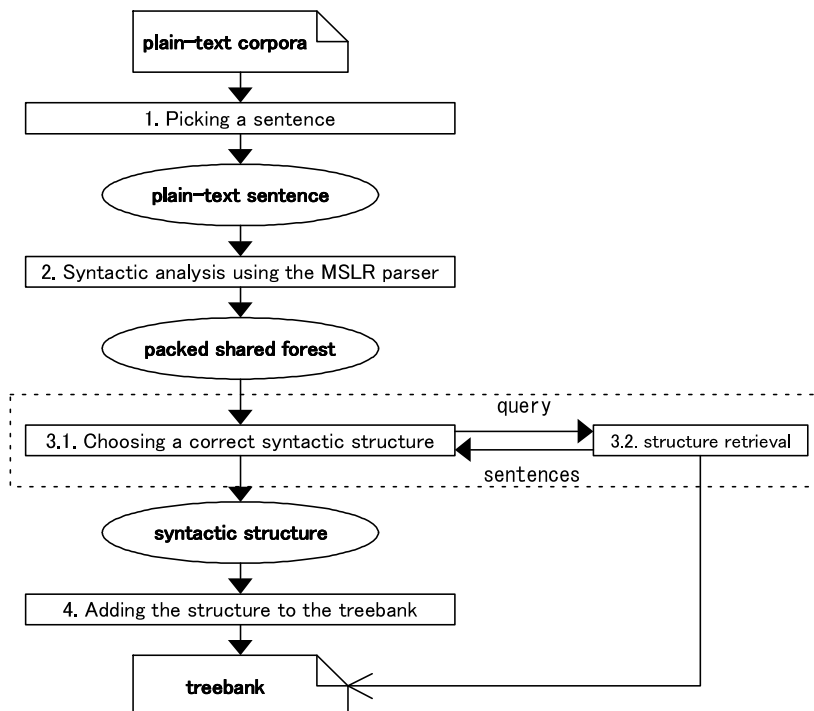 plain-text corpora
1. Picking a sentence
plain-text sentence
2. Syntactic analysis using the MSLR parser
packed shared forest
query
3.1. Choosing a correct syntactic structure
3.2. structure retrieval
sentences
syntactic structure
4. Adding the structure to the treebank
treebank